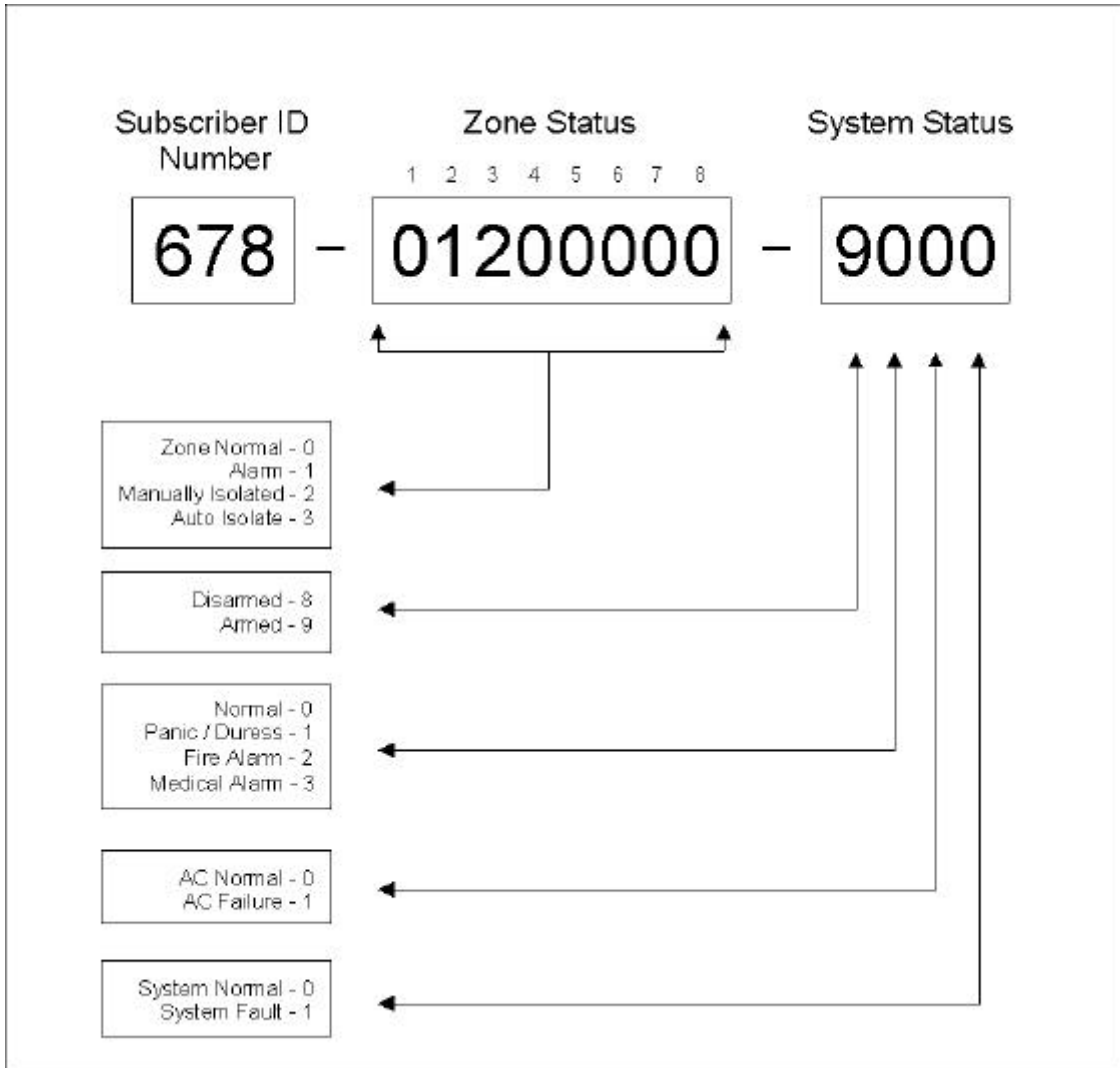 Subscriber ID Number
Zone Status
System Status
1 2 3 4 5 6 7 8
678 - 01200000 - 9000
Zone Normal - 0
Alarm - 1
Manually Isolated - 2
Auto Isolate - 3
Disarmed - 8
Armed - 9
Normal - 0
Panic / Duress - 1
Fire Alarm - 2
Medical Alarm - 3
AC Normal - 0
AC Failure - 1
System Normal - 0
System Fault - 1